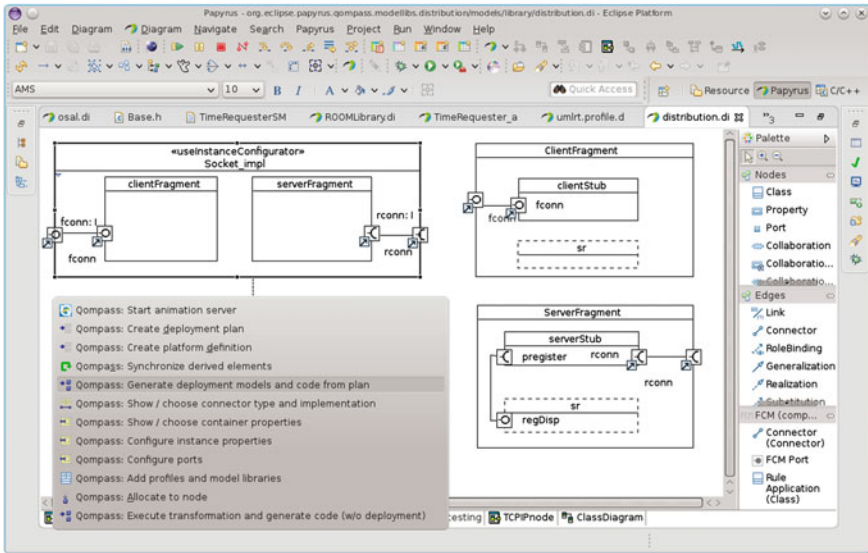 Papyrus - org.eclipse.papyrus.qompass.modellibs.distribution/models/library/distribution.di - Eclipse Platform
File Edit Diagram Diagram Navigate Search Papyrus Project Run Window Help
AMS 10 B I A Quick Access Resource Papyrus C/C++
osal.di Base.h TimeRequesterSM ROOMLibrary.di TimeRequester_a umlrt.profile.d distribution.di »3
«useInstanceConfigurator»
Socket_impl
clientFragment serverFragment
fconn: I
fconn
rconn: I
rconn
ClientFragment
clientStub
fconn
fconn
sr
ServerFragment
serverStub
pregister rconn
rconn
sr
regDisp
Qompass: Start animation server
Qompass: Create deployment plan
Qompass: Create platform definition
Qompass: Synchronize derived elements
Qompass: Generate deployment models and code from plan
Qompass: Show / choose connector type and implementation
Qompass: Show / choose container properties
Qompass: Configure instance properties
Qompass: Configure ports
Qompass: Add profiles and model libraries
Qompass: Allocate to node
Qompass: Execute transformation and generate code (w/o deployment)
esting TCPIPnode ClassDiagram
Palette
Nodes
Class
Property
Port
Collaboration
Collaboratio...
Collaboratio...
Edges
Link
Connector
RoleBinding
Generalization
Realization
Substitution
FCM (comp...
Connector
(Connector)
FCM Port
Rule
Application
(Class)